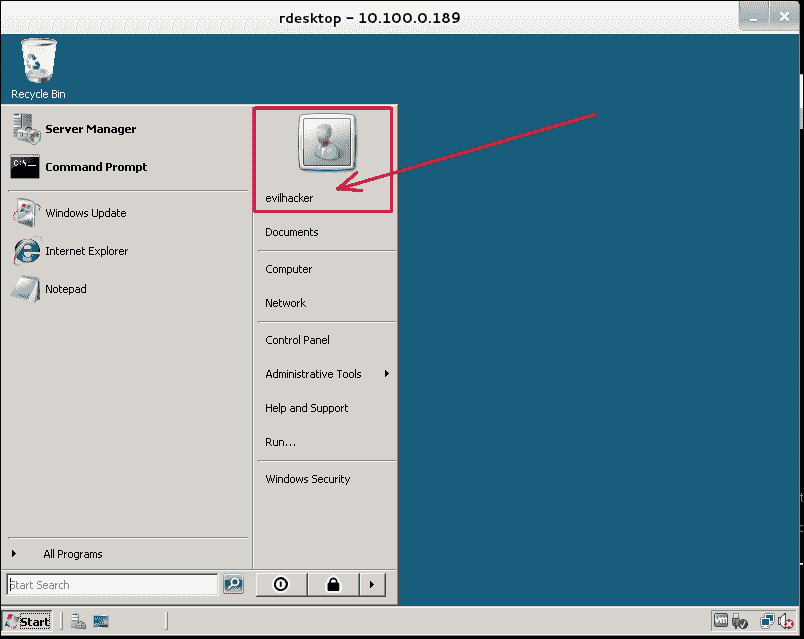 rdesktop - 10.100.0.189
Recycle Bin
Server Manager
Command Prompt
Windows Update
Internet Explorer
Notepad
All Programs
Start Search
evilhacker
Documents
Computer
Network
Control Panel
Administrative Tools
Help and Support
Run...
Windows Security
Start